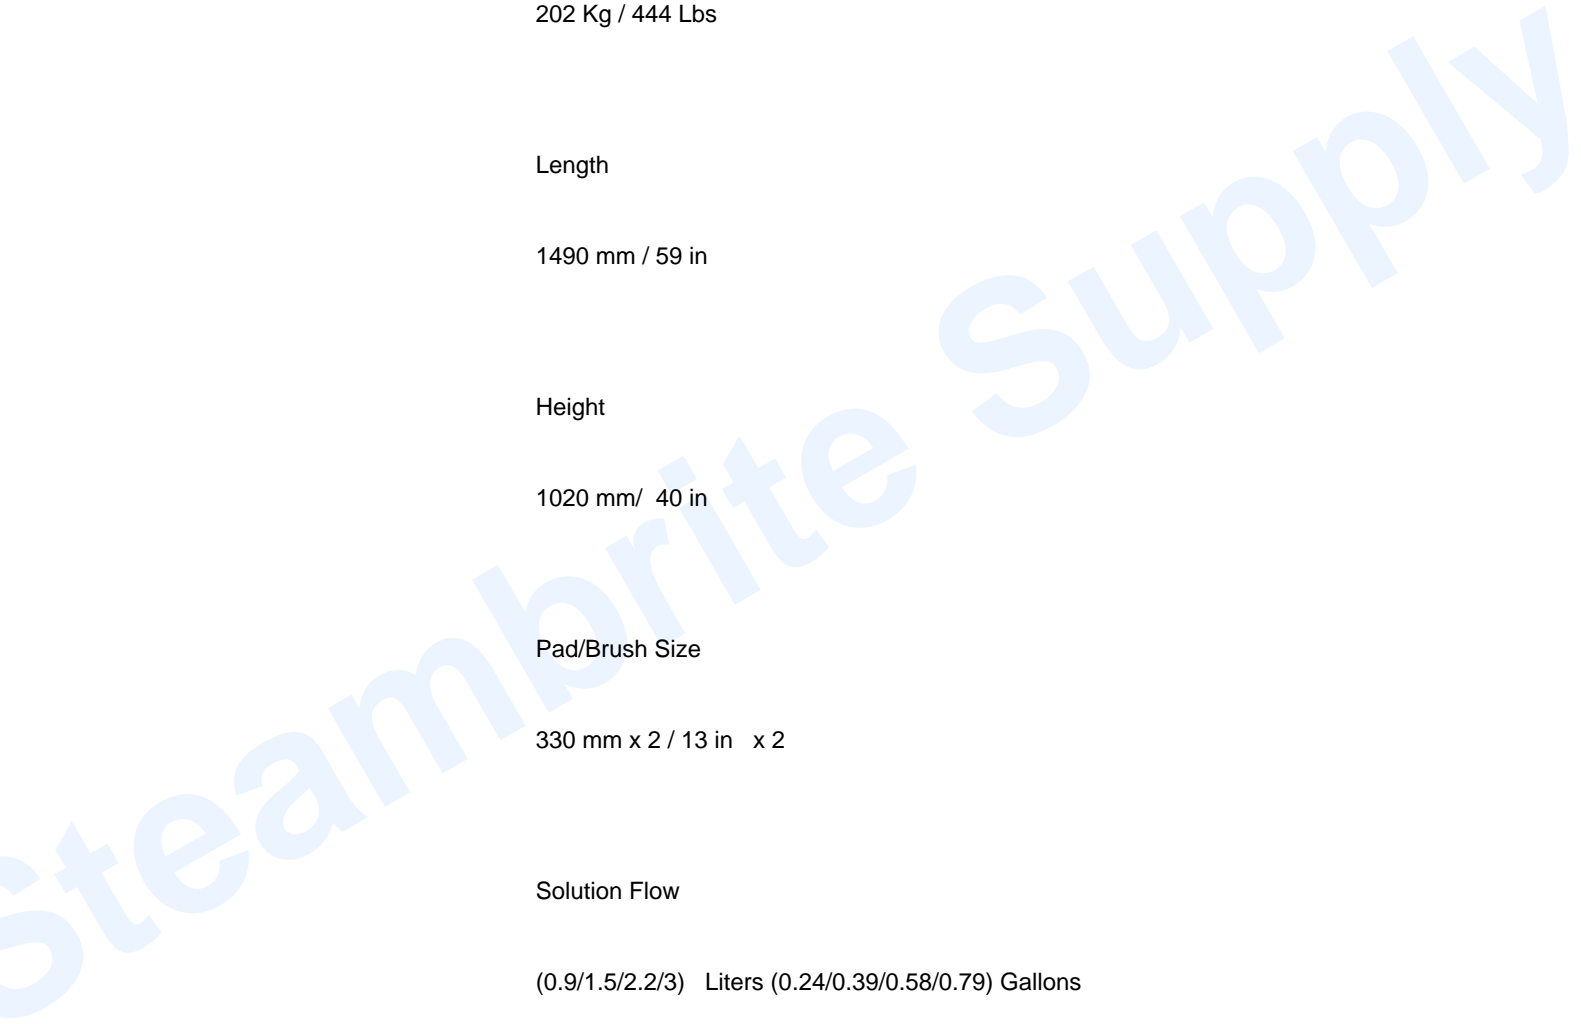 202 Kg / 444 Lbs
Length
1490 mm / 59 in
Height
1020 mm/  40 in
Pad/Brush Size
330 mm x 2 / 13 in   x 2
Solution Flow
(0.9/1.5/2.2/3)   Liters (0.24/0.39/0.58/0.79) Gallons
Steambrite Supply